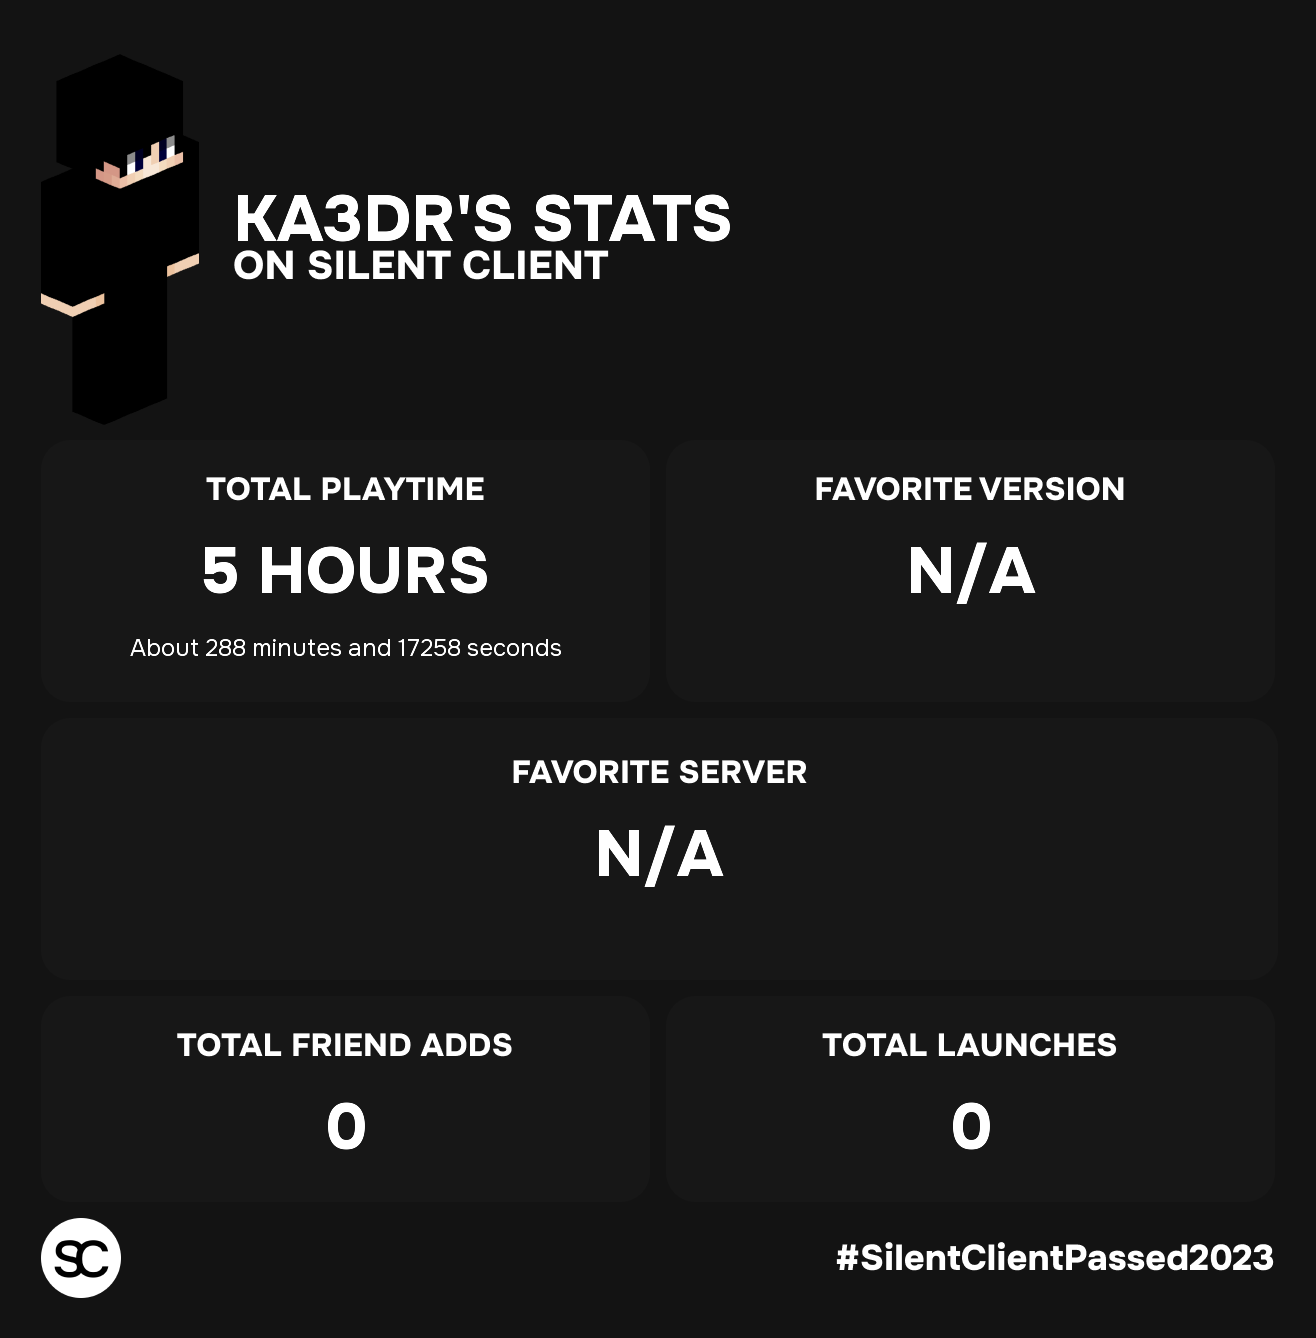 KA3DR'S STATS
ON SILENT CLIENT
TOTAL PLAYTIME
5 HOURS
About 288 minutes and 17258 seconds
FAVORITE VERSION
N/A
FAVORITE SERVER
N/A
TOTAL FRIEND ADDS
0
TOTAL LAUNCHES
0
SC
#SilentClientPassed2023